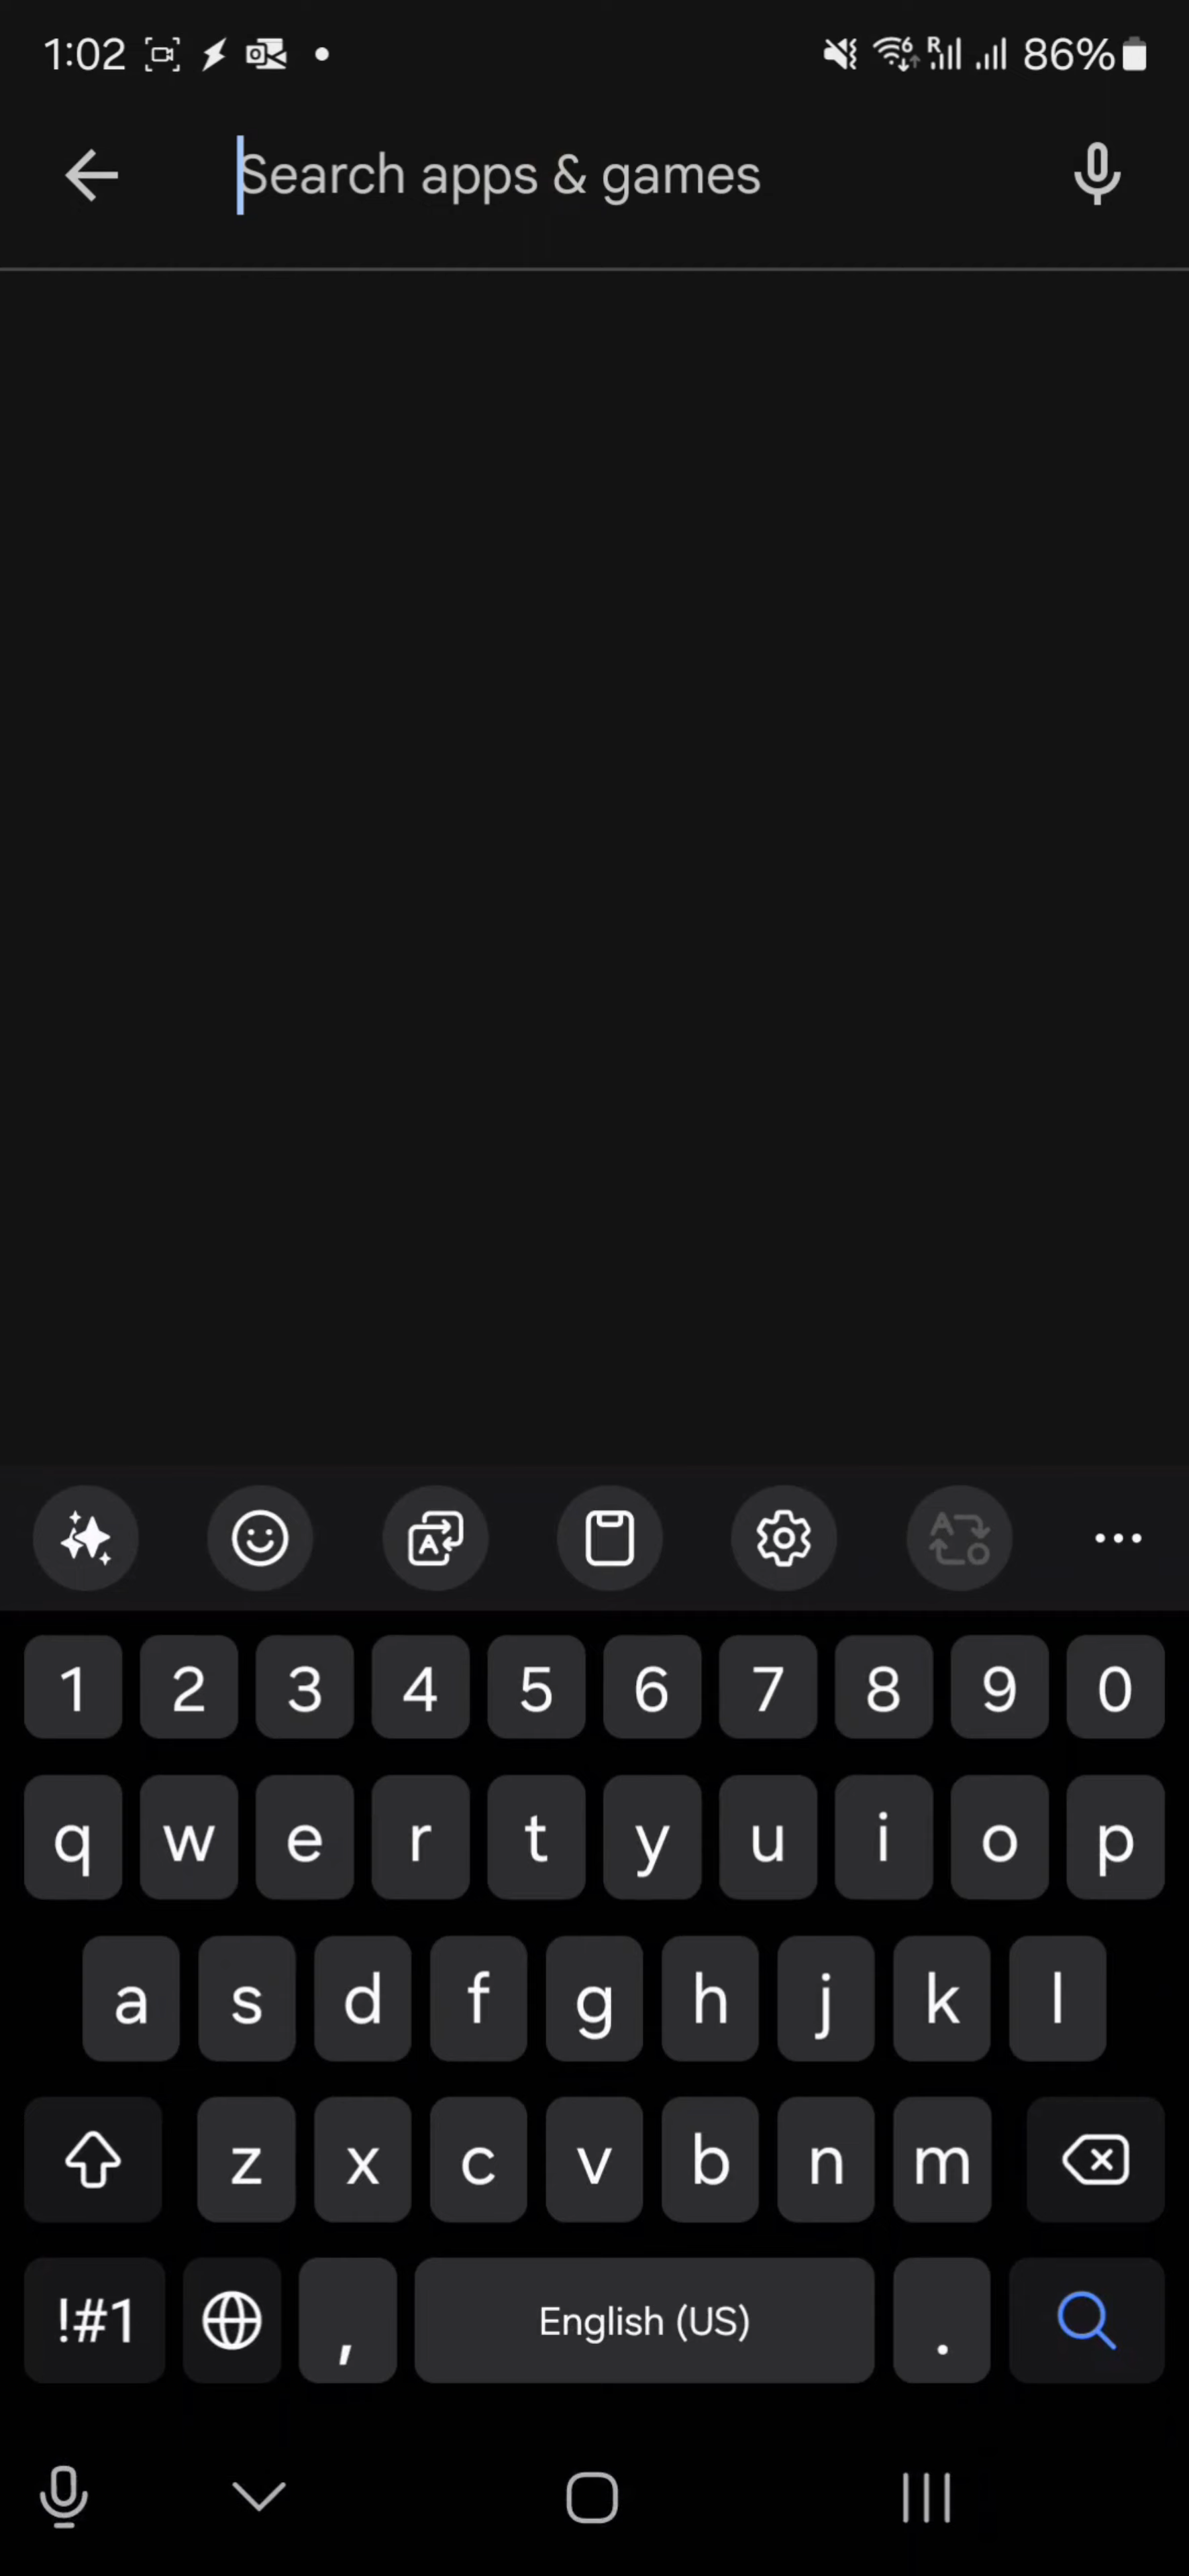 1:02 86%
Search apps & games
1 2 3 4 5 6 7 8 9 0
q w e r t y u i o p
a s d f g h j k l
z x c v b n m
!#1 , English (US) .